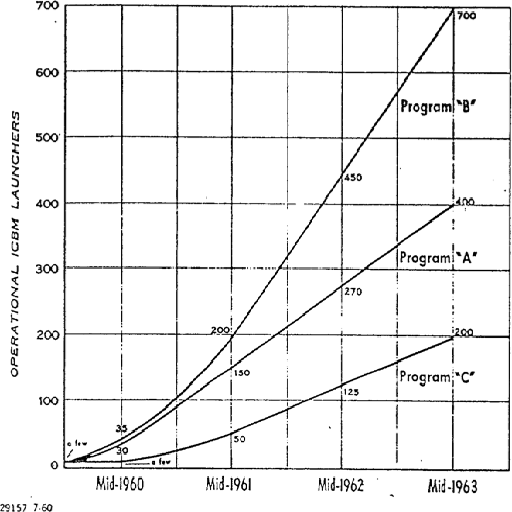 700
600
500
400
300
200
100
0
OPERATIONAL ICBM LAUNCHERS
700
Program "B"
450
400
Program "A"
270
200
200
150
Program "C"
125
50
35
30
a few
a few
Mid-1960
Mid-1961
Mid-1962
Mid-1963
29157 7-60